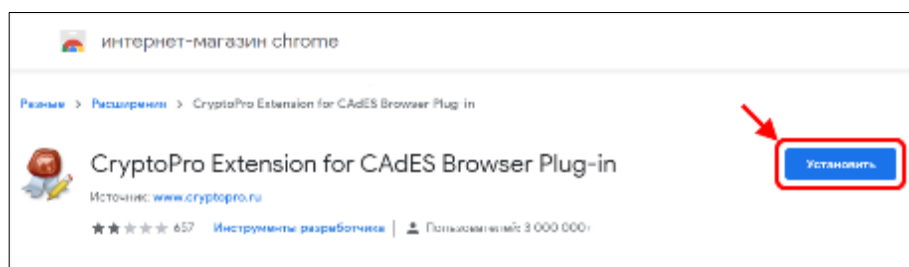 интернет-магазин chrome
Разные > Расширения > CryptoPro Extension for CAdES Browser Plug-in
CryptoPro Extension for CAdES Browser Plug-in
Установить
Источник: www.cryptopro.ru
657 Инструменты разработчика | Пользователей: 3 000 000+